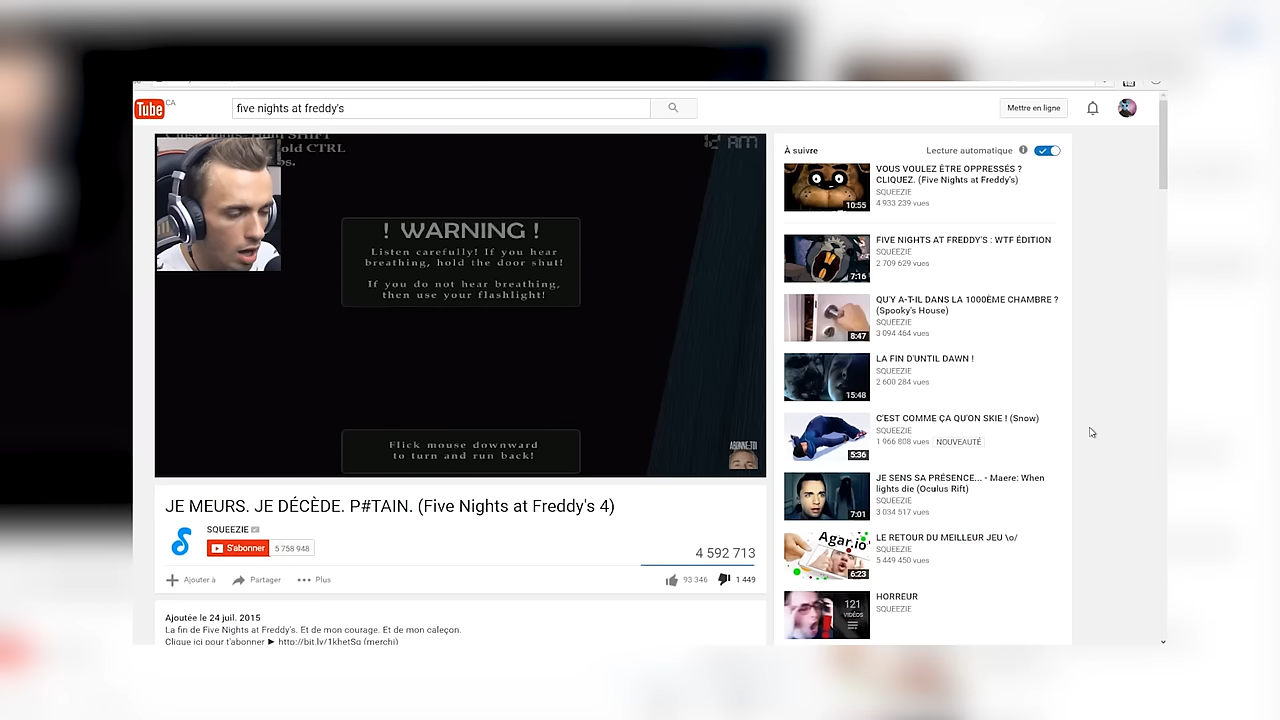 Tube CA
five nights at freddy's
Mettre en ligne
old CTRL
12 AM
! WARNING !
Listen carefully! If you hear
breathing, hold the door shut!
If you do not hear breathing,
then use your flashlight!
Flick mouse downward
to turn and run back!
ABONNE-TOI
JE MEURS. JE DÉCÈDE. P#TAIN. (Five Nights at Freddy's 4)
SQUEEZIE
S'abonner 5 758 948
4 592 713
Ajouter à Partager Plus
93 346 1 449
Ajoutée le 24 juil. 2015
La fin de Five Nights at Freddy's. Et de mon courage. Et de mon caleçon.
Clique ici pour t'abonner ► http://bit.ly/1khetSg (merchi)
À suivre
Lecture automatique
VOUS VOULEZ ÊTRE OPPRESSÉS ?
CLIQUEZ. (Five Nights at Freddy's)
SQUEEZIE
4 933 239 vues
10:55
FIVE NIGHTS AT FREDDY'S : WTF ÉDITION
SQUEEZIE
2 709 629 vues
7:16
QU'Y A-T-IL DANS LA 1000ÈME CHAMBRE ?
(Spooky's House)
SQUEEZIE
3 094 464 vues
8:47
LA FIN D'UNTIL DAWN !
SQUEEZIE
2 600 284 vues
15:48
C'EST COMME ÇA QU'ON SKIE ! (Snow)
SQUEEZIE
1 966 808 vues NOUVEAUTÉ
5:36
JE SENS SA PRÉSENCE... - Maere: When
lights die (Oculus Rift)
SQUEEZIE
3 034 517 vues
7:01
LE RETOUR DU MEILLEUR JEU \o/
SQUEEZIE
5 449 450 vues
Agar.io
6:23
HORREUR
SQUEEZIE
121
VIDÉOS